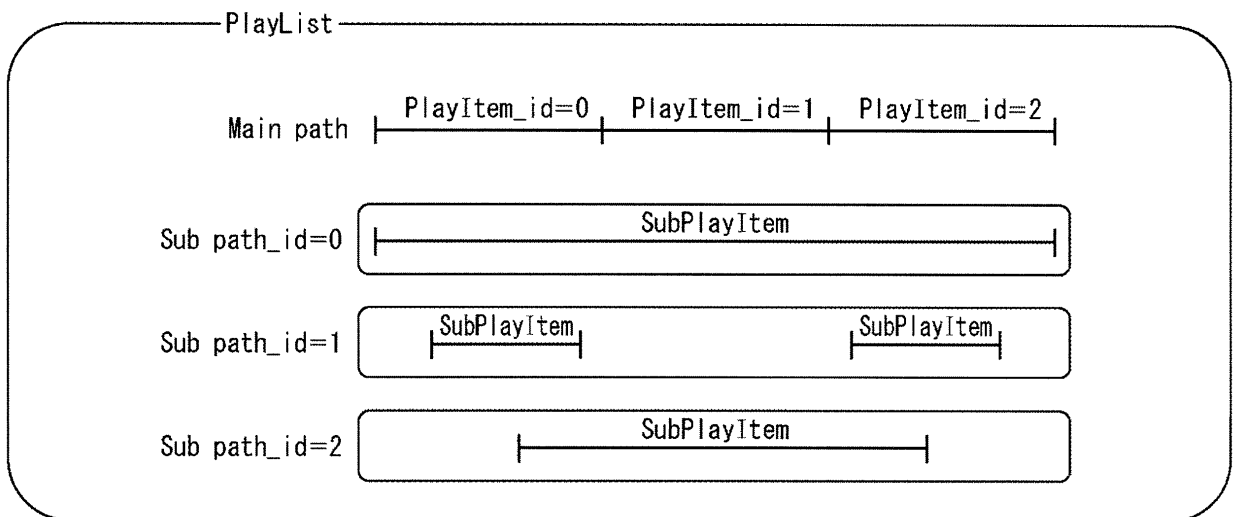 PlayList
PlayItem_id=0 PlayItem_id=1 PlayItem_id=2
Main path
SubPlayItem
Sub path_id=0
SubPlayItem SubPlayItem
Sub path_id=1
SubPlayItem
Sub path_id=2